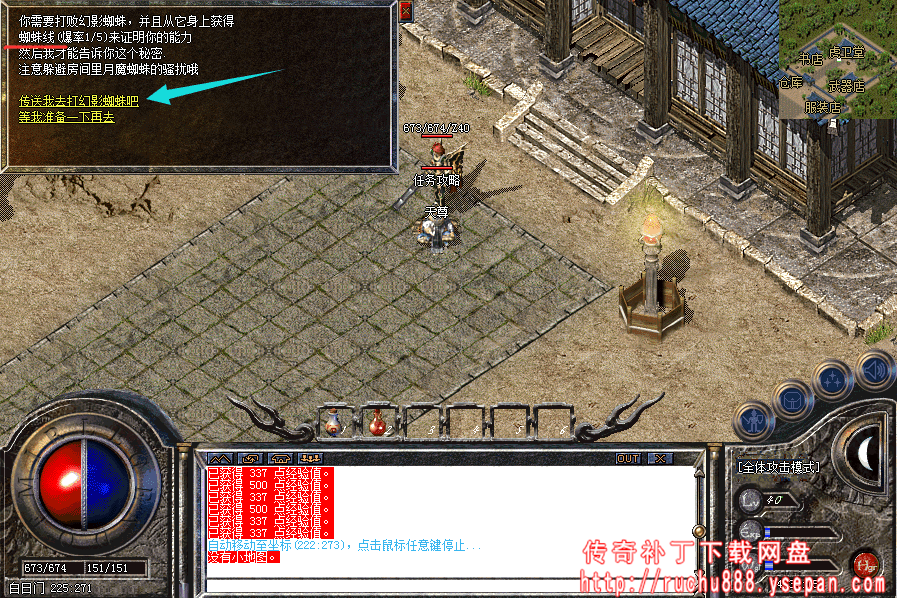 你需要打败幻影蜘蛛，并且从它身上获得
蜘蛛线(爆率1/5)来证明你的能力
然后我才能告诉你这个秘密
注意躲避房间里月魔蜘蛛的骚扰哦
传送我去打幻影蜘蛛吧
等我准备一下再去
书店
虎卫堂
仓库
武器店
服装店
673/674/Z40
任务攻略
天尊
OUT
已获得 337 点经验值。
已获得 500 点经验值。
已获得 337 点经验值。
已获得 500 点经验值。
已获得 337 点经验值。
已获得 337 点经验值。
自动移动至坐标(222:273)，点击鼠标任意键停止...
没有小地图。
[全体攻击模式]
40
673/674
151/151
白日门 225:271
传奇补丁下载网盘
http://ruchu888.ysepan.com